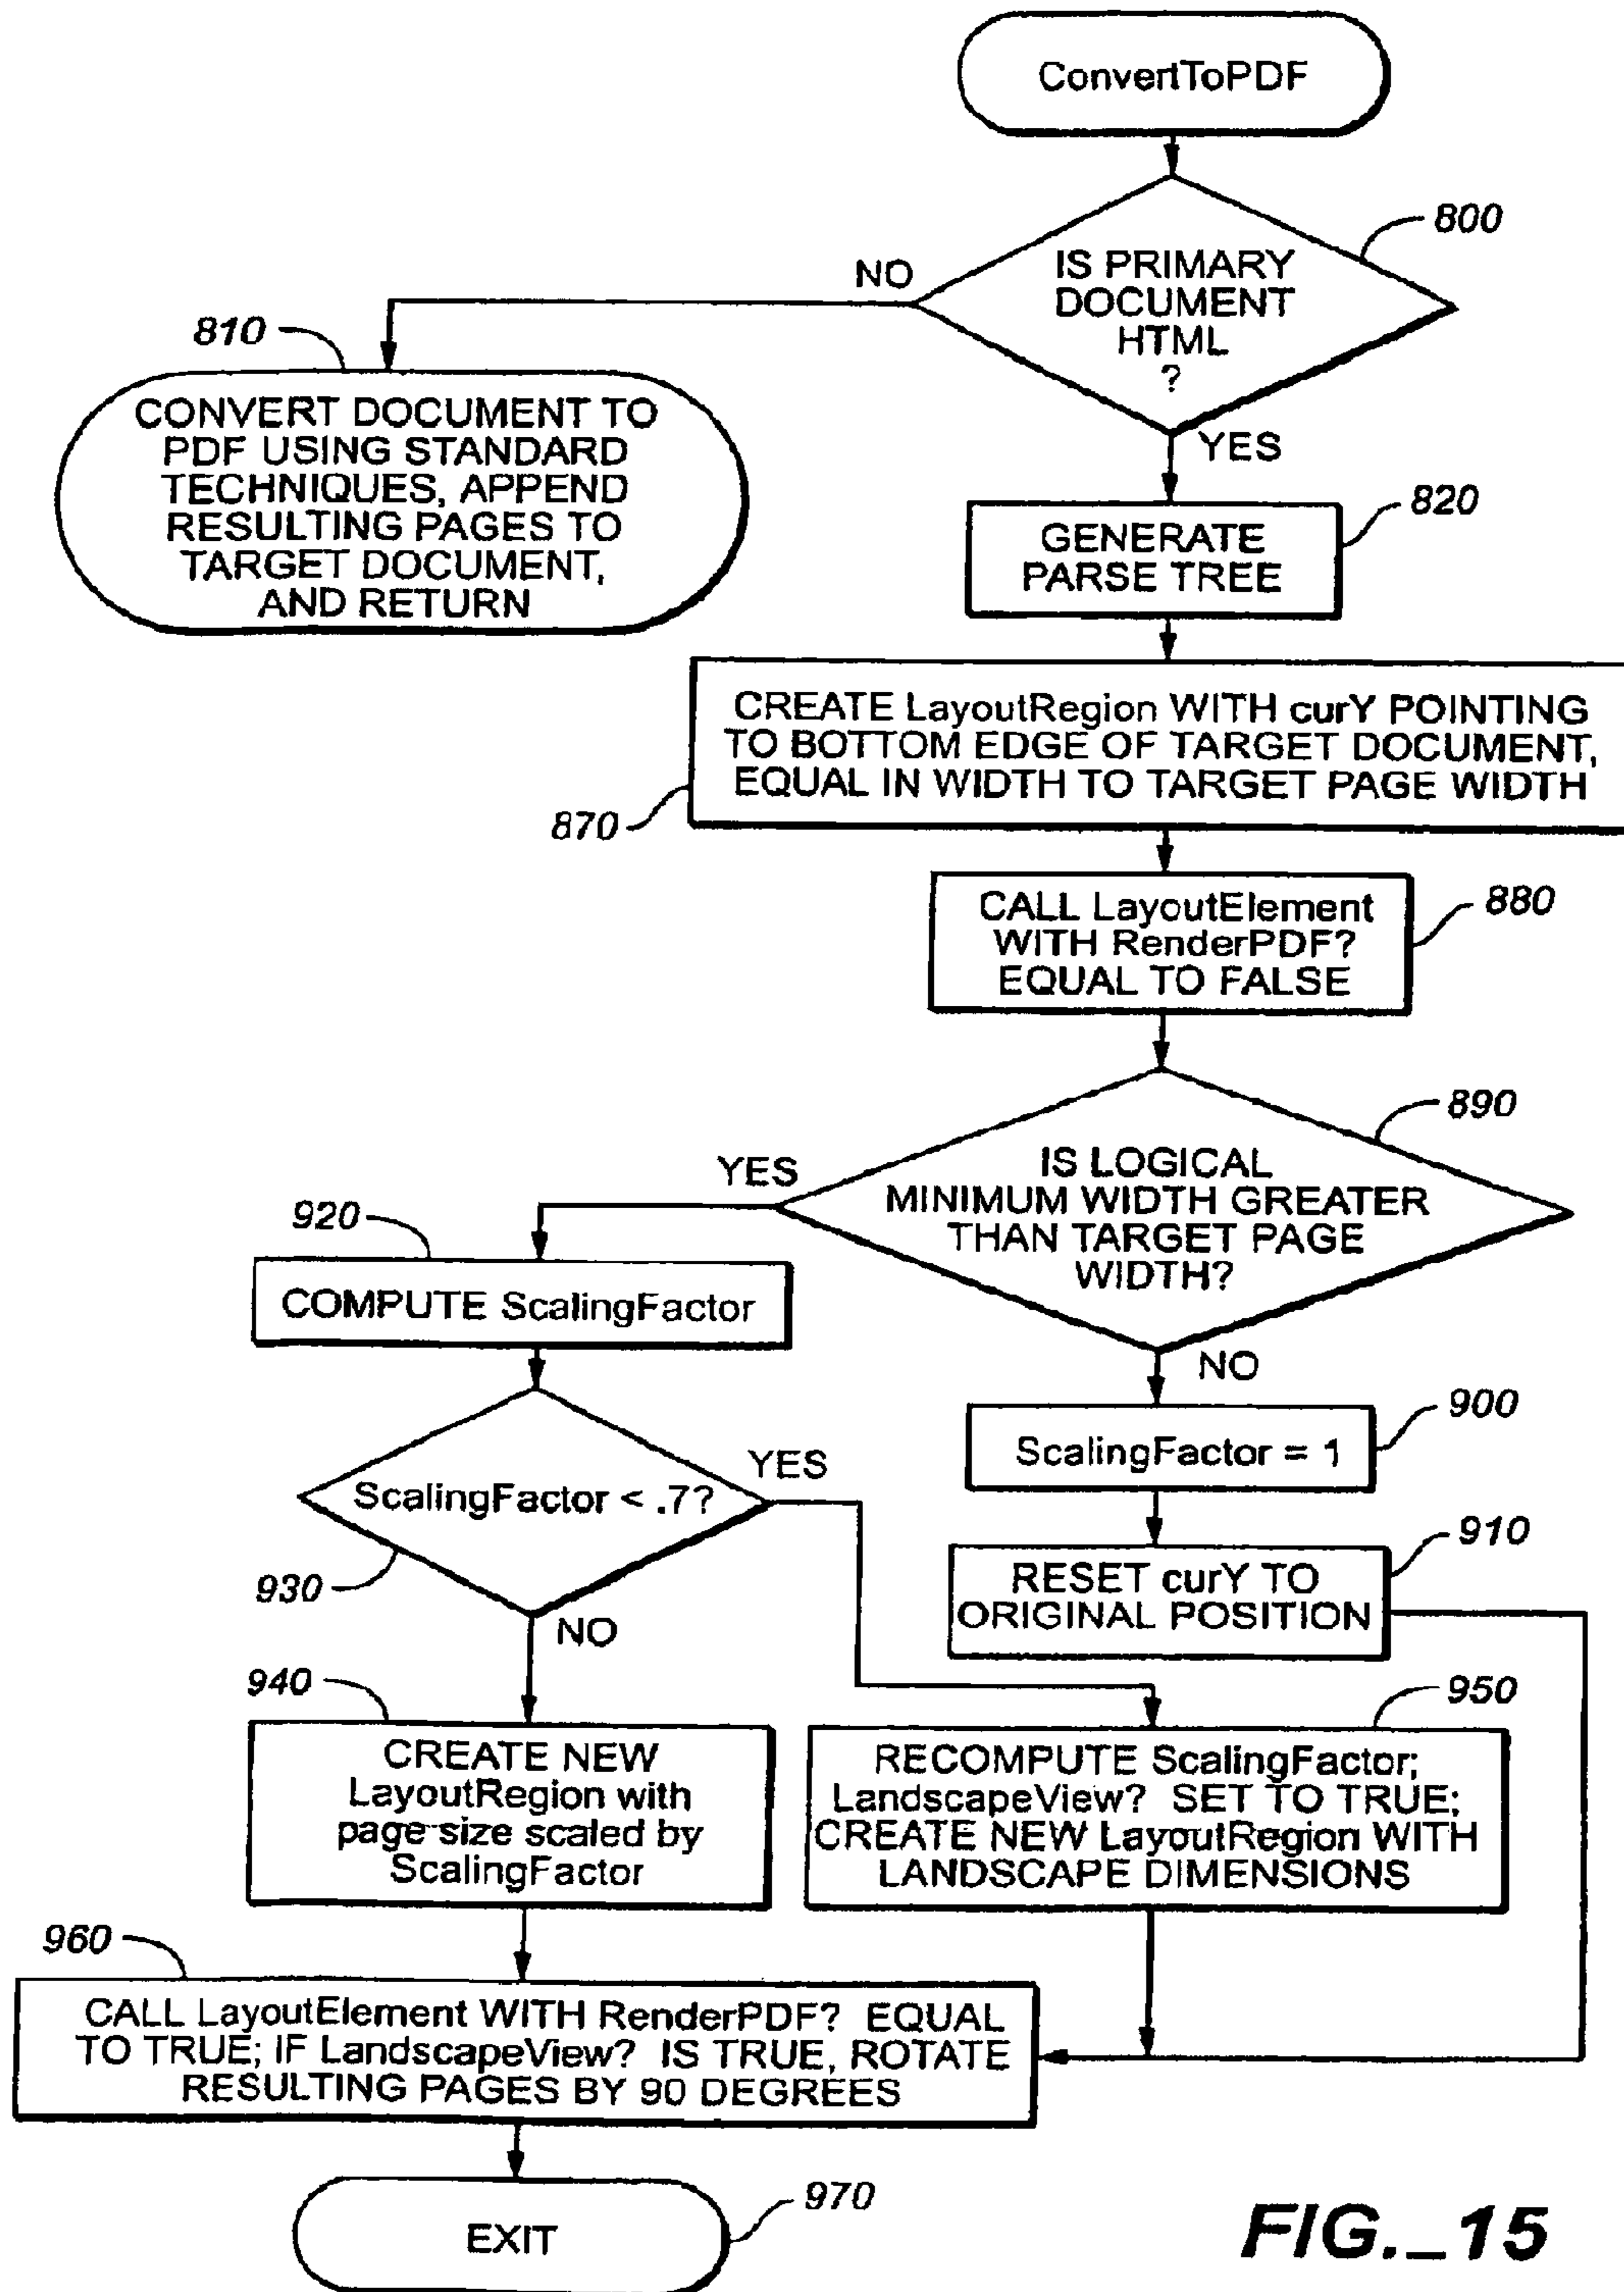 ConvertToPDF
800
IS PRIMARY
DOCUMENT
HTML
?
NO
YES
810
CONVERT DOCUMENT TO
PDF USING STANDARD
TECHNIQUES, APPEND
RESULTING PAGES TO
TARGET DOCUMENT,
AND RETURN
820
GENERATE
PARSE TREE
CREATE LayoutRegion WITH curY POINTING
TO BOTTOM EDGE OF TARGET DOCUMENT,
EQUAL IN WIDTH TO TARGET PAGE WIDTH
870
CALL LayoutElement
WITH RenderPDF?
EQUAL TO FALSE
880
890
IS LOGICAL
MINIMUM WIDTH GREATER
THAN TARGET PAGE
WIDTH?
YES
NO
920
COMPUTE ScalingFactor
900
ScalingFactor = 1
ScalingFactor < .7?
YES
930
NO
910
RESET curY TO
ORIGINAL POSITION
940
CREATE NEW
LayoutRegion with
page-size scaled by
ScalingFactor
950
RECOMPUTE ScalingFactor;
LandscapeView? SET TO TRUE;
CREATE NEW LayoutRegion WITH
LANDSCAPE DIMENSIONS
960
CALL LayoutElement WITH RenderPDF? EQUAL
TO TRUE; IF LandscapeView? IS TRUE, ROTATE
RESULTING PAGES BY 90 DEGREES
EXIT
970
FIG._15